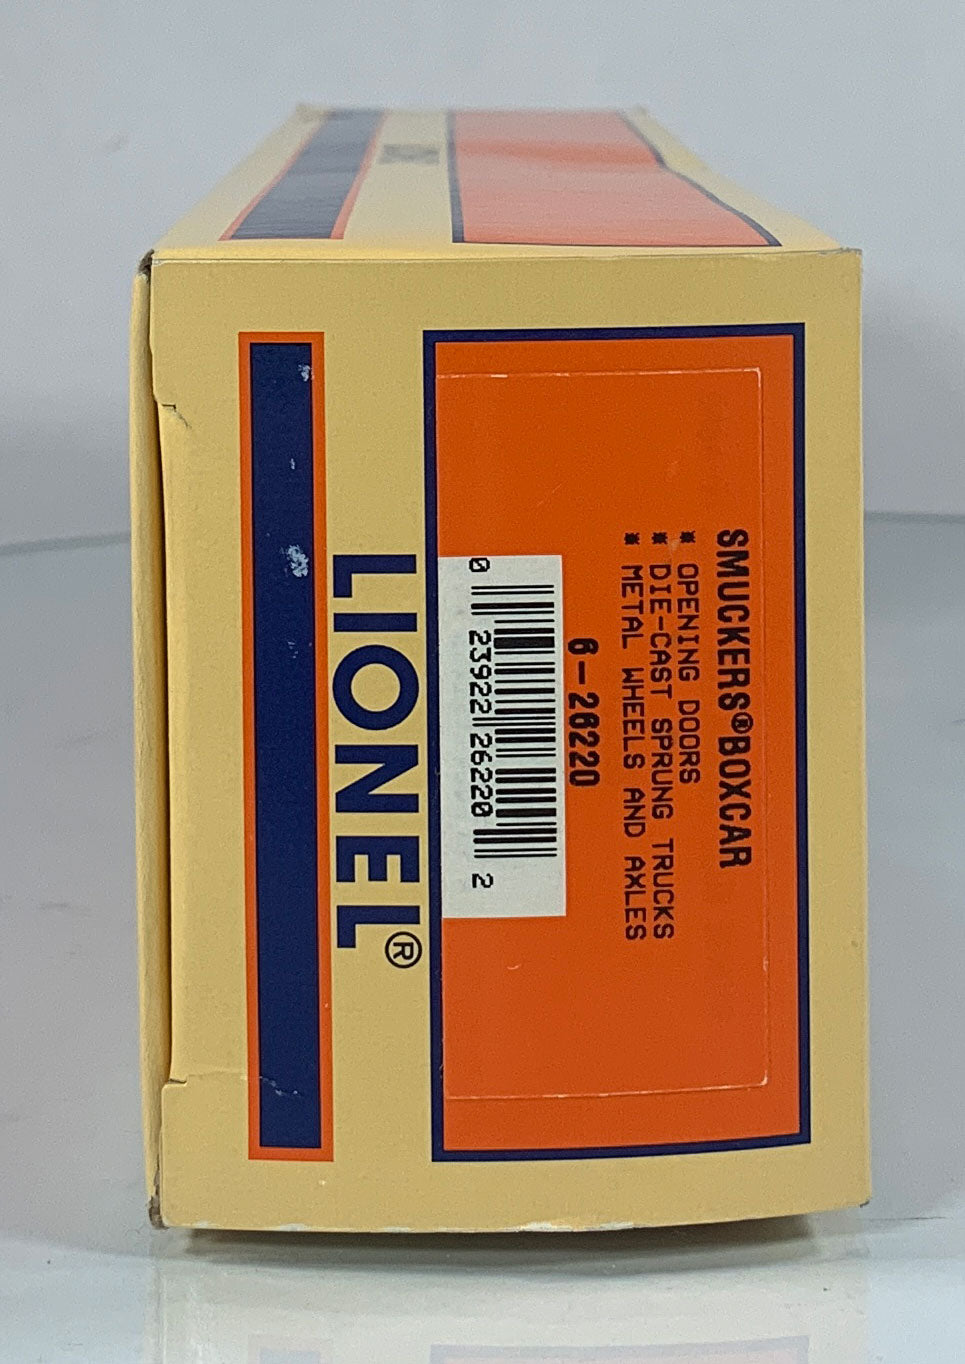 SMUCKERS®BOXCAR
* OPENING DOORS
* DIE-CAST SPRUNG TRUCKS
* METAL WHEELS AND AXLES
6-26220
0 23922 26220 2
LIONEL®